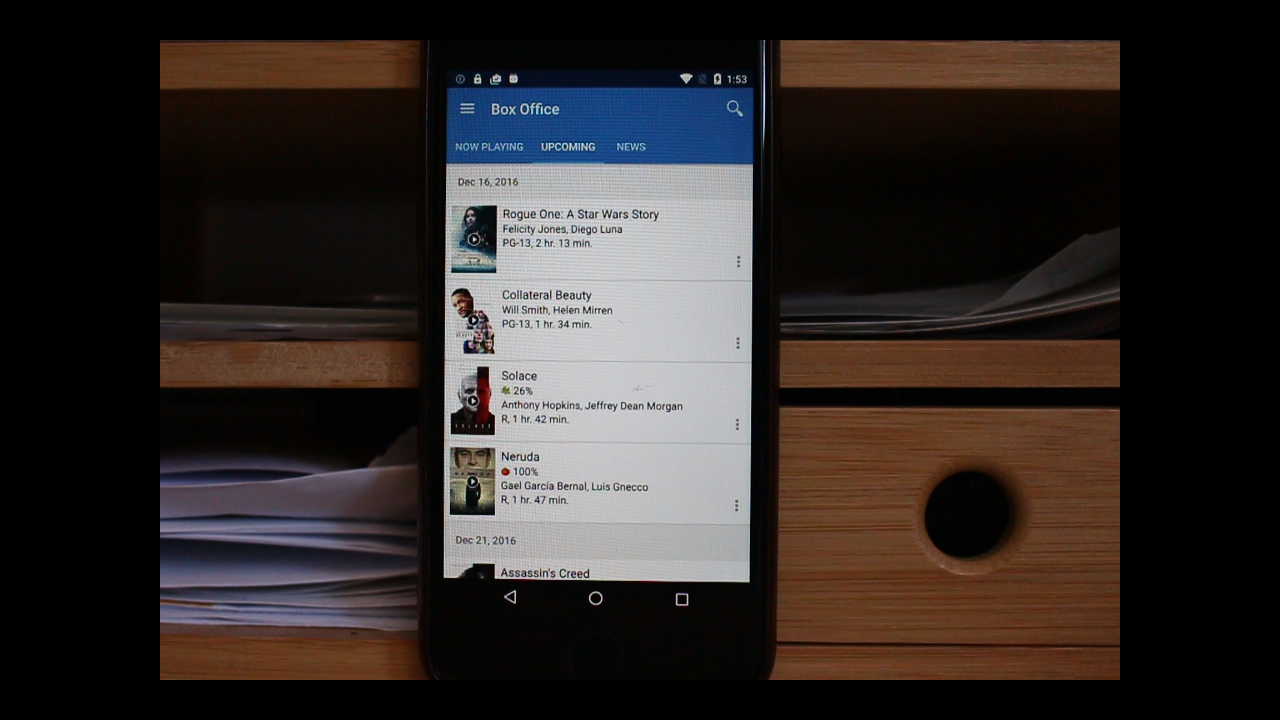 1:53
Box Office
NOW PLAYING UPCOMING NEWS
Dec 16, 2016
Rogue One: A Star Wars Story
Felicity Jones, Diego Luna
PG-13, 2 hr. 13 min.
Collateral Beauty
Will Smith, Helen Mirren
PG-13, 1 hr. 34 min.
Solace
26%
Anthony Hopkins, Jeffrey Dean Morgan
R, 1 hr. 42 min.
SOLACE
Neruda
100%
Gael García Bernal, Luis Gnecco
R, 1 hr. 47 min.
Dec 21, 2016
Assassin's Creed